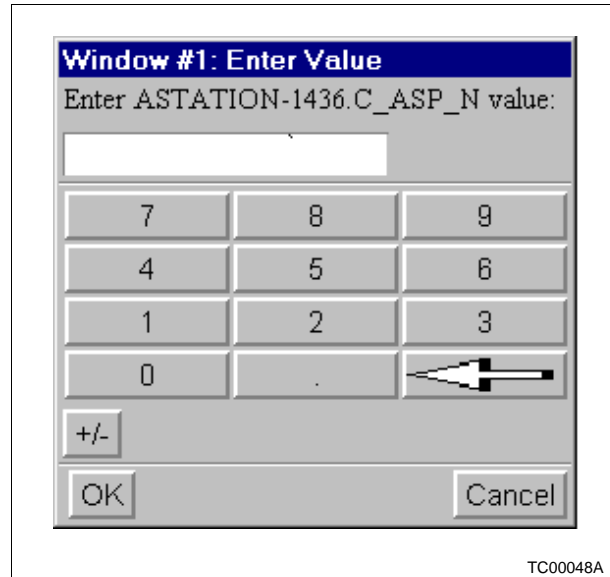 Window #1: Enter Value
Enter ASTATION-1436.C_ASP_N value:
7 8 9
4 5 6
1 2 3
0 .
+/-
OK Cancel
TC00048A